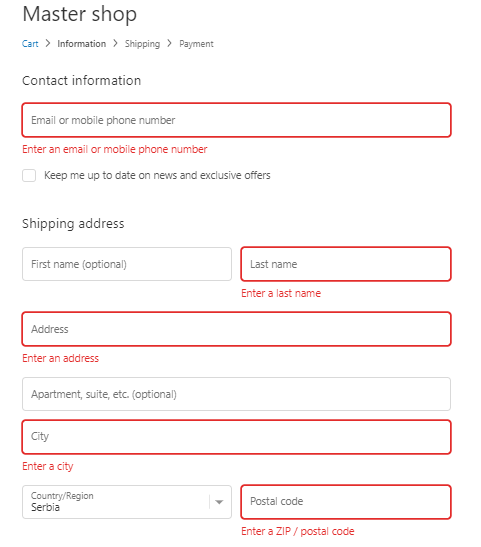 Master shop
Cart > Information > Shipping > Payment
Contact information
Email or mobile phone number
Enter an email or mobile phone number
Keep me up to date on news and exclusive offers
Shipping address
First name (optional) Last name
Enter a last name
Address
Enter an address
Apartment, suite, etc. (optional)
City
Enter a city
Country/Region
Serbia
Postal code
Enter a ZIP / postal code